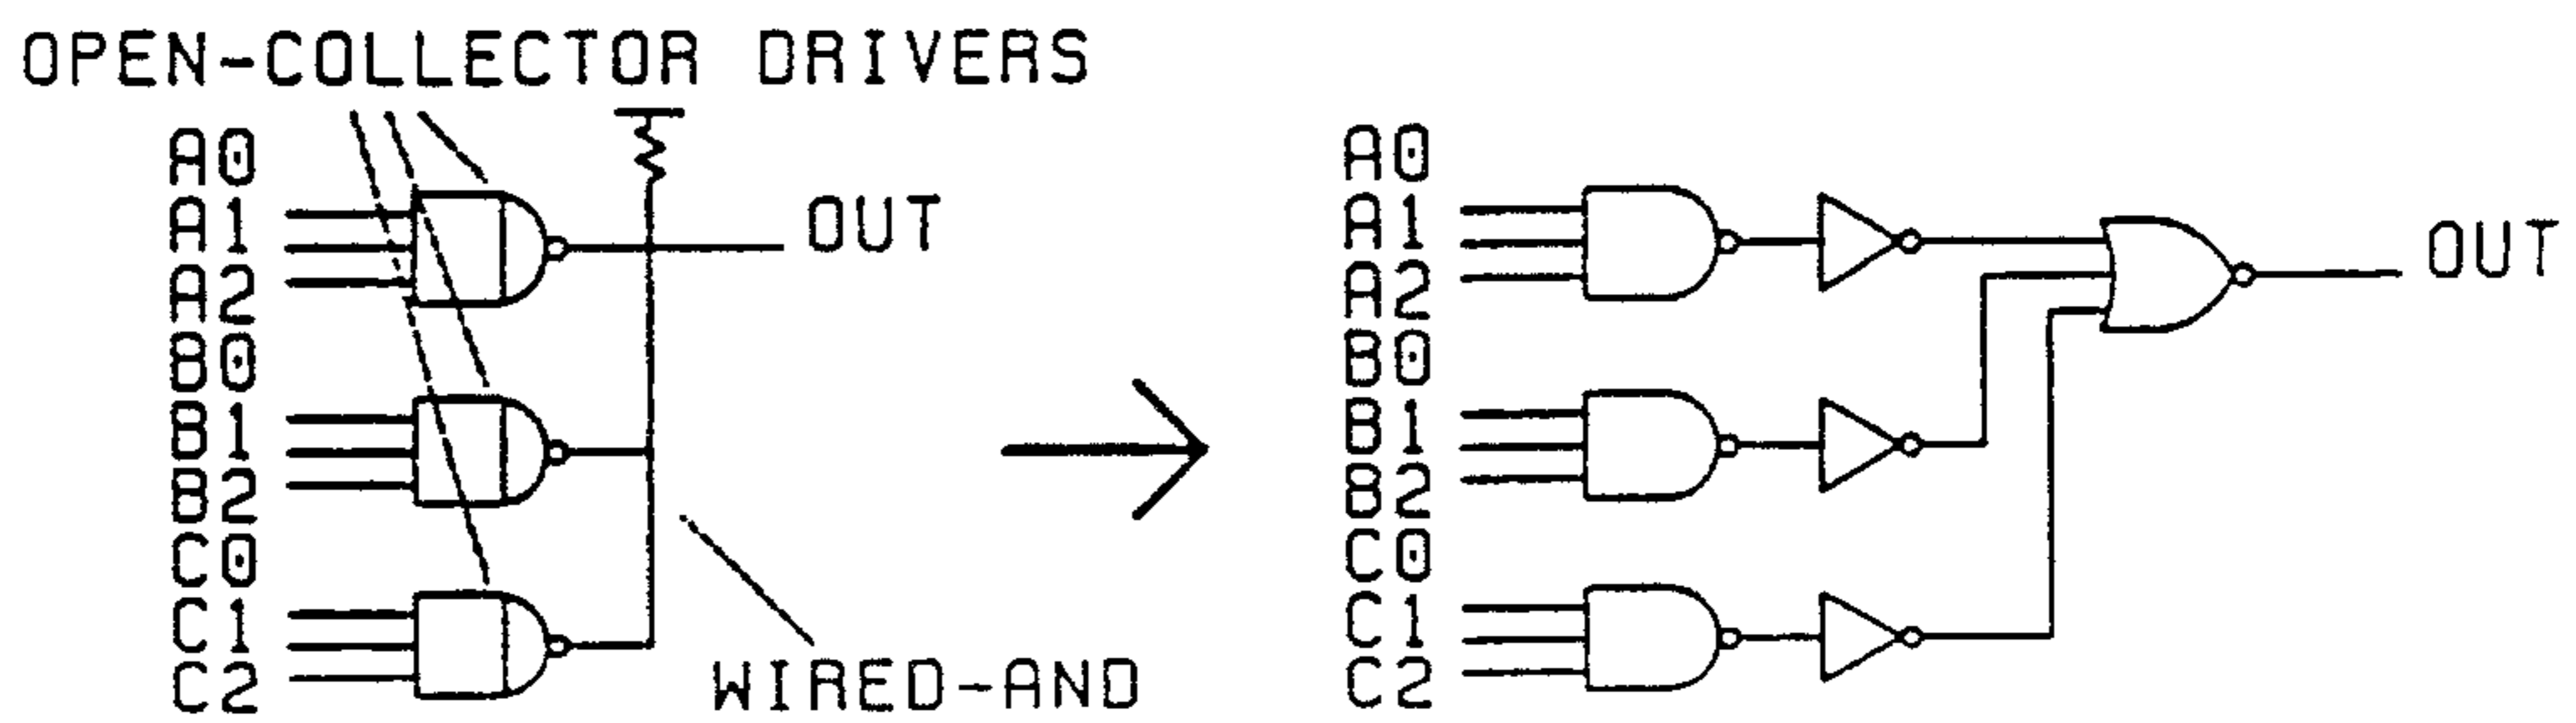 OPEN-COLLECTOR DRIVERS
A0
A1
A2
B0
B1
B2
C0
C1
C2
OUT
WIRED-AND
A0
A1
A2
B0
B1
B2
C0
C1
C2
OUT